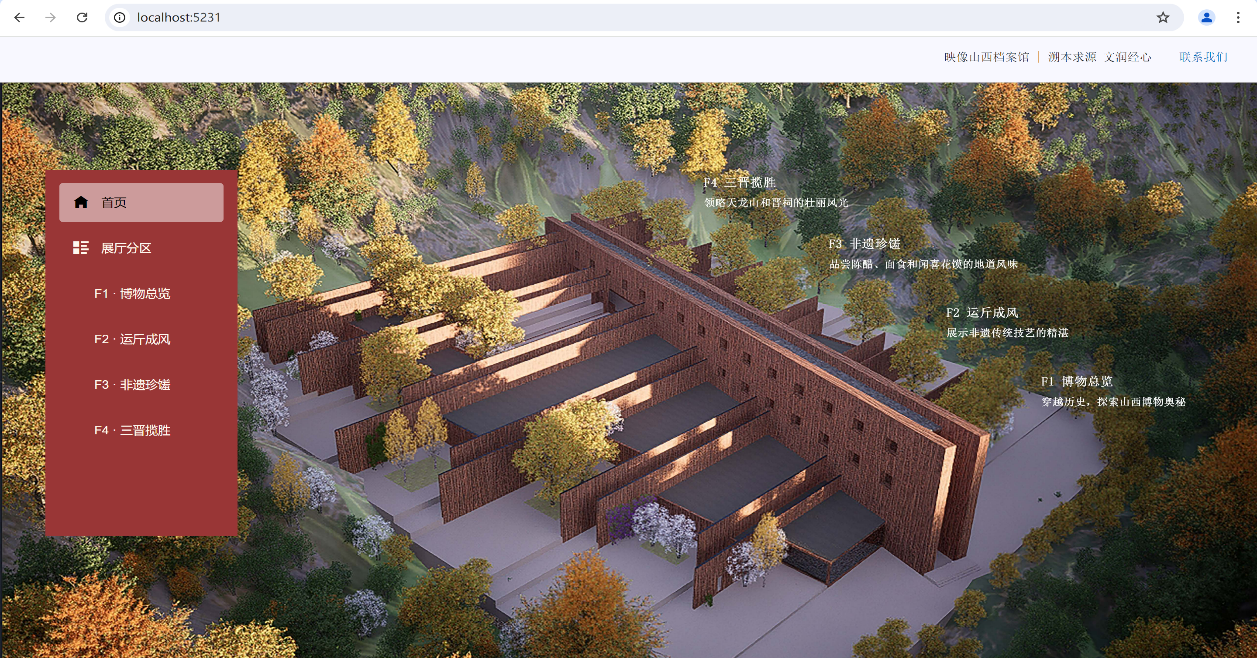 localhost:5231
映像山西档案馆 | 溯本求源 文润经心 联系我们
首页
展厅分区
F1 · 博物总览
F2 · 运斤成风
F3 · 非遗珍馐
F4 · 三晋揽胜
F4 三晋揽胜
领略天龙山和晋祠的壮丽风光
F3 非遗珍馐
品尝陈醋、面食和闻喜花馍的地道风味
F2 运斤成风
展示非遗传统技艺的精湛
F1 博物总览
穿越历史，探索山西博物奥秘